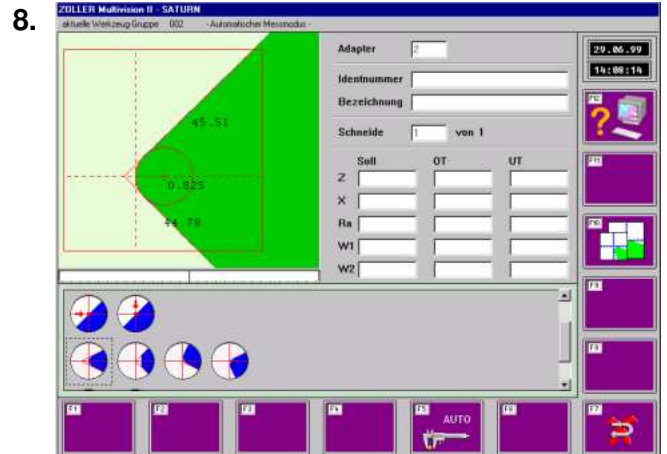 8.
ZOLLER Multivision II - SATURN
aktuelle Werkzeug-Gruppe 002 - Automatischer Messmodus -
45.51
0.825
44.78
Adapter 2
Identnummer
Bezeichnung
Schneide 1 von 1
Soll OT UT
Z
X
Ra
W1
W2
29.06.99
14:08:14
F12
F11
F10
F9
F8
F1 F2 F3 F4 F5 F6 F7
AUTO